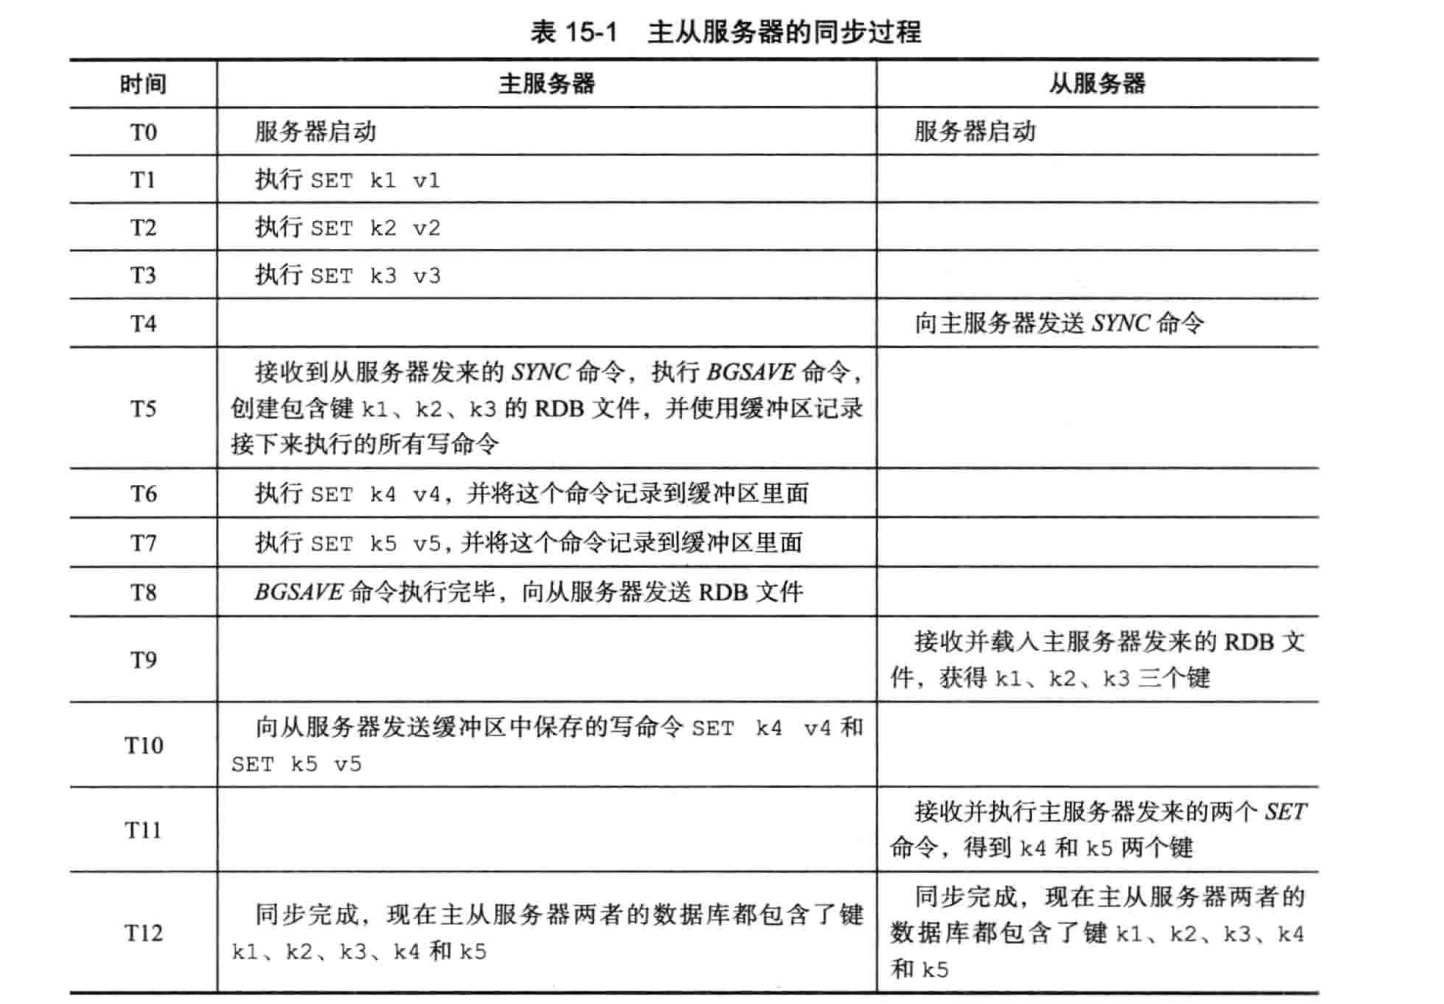 表 15-1 主从服务器的同步过程
时间 主服务器 从服务器
T0 服务器启动 服务器启动
T1 执行 SET k1 v1
T2 执行 SET k2 v2
T3 执行 SET k3 v3
T4 向主服务器发送 SYNC 命令
T5 接收到从服务器发来的 SYNC 命令，执行 BGSAVE 命令，
创建包含键 k1、k2、k3 的 RDB 文件，并使用缓冲区记录
接下来执行的所有写命令
T6 执行 SET k4 v4，并将这个命令记录到缓冲区里面
T7 执行 SET k5 v5，并将这个命令记录到缓冲区里面
T8 BGSAVE 命令执行完毕，向从服务器发送 RDB 文件
T9 接收并载入主服务器发来的 RDB 文
件，获得 k1、k2、k3 三个键
T10 向从服务器发送缓冲区中保存的写命令 SET k4 v4 和
SET k5 v5
T11 接收并执行主服务器发来的两个 SET
命令，得到 k4 和 k5 两个键
T12 同步完成，现在主从服务器两者的数据库都包含了键
k1、k2、k3、k4 和 k5
同步完成，现在主从服务器两者的
数据库都包含了键 k1、k2、k3、k4
和 k5